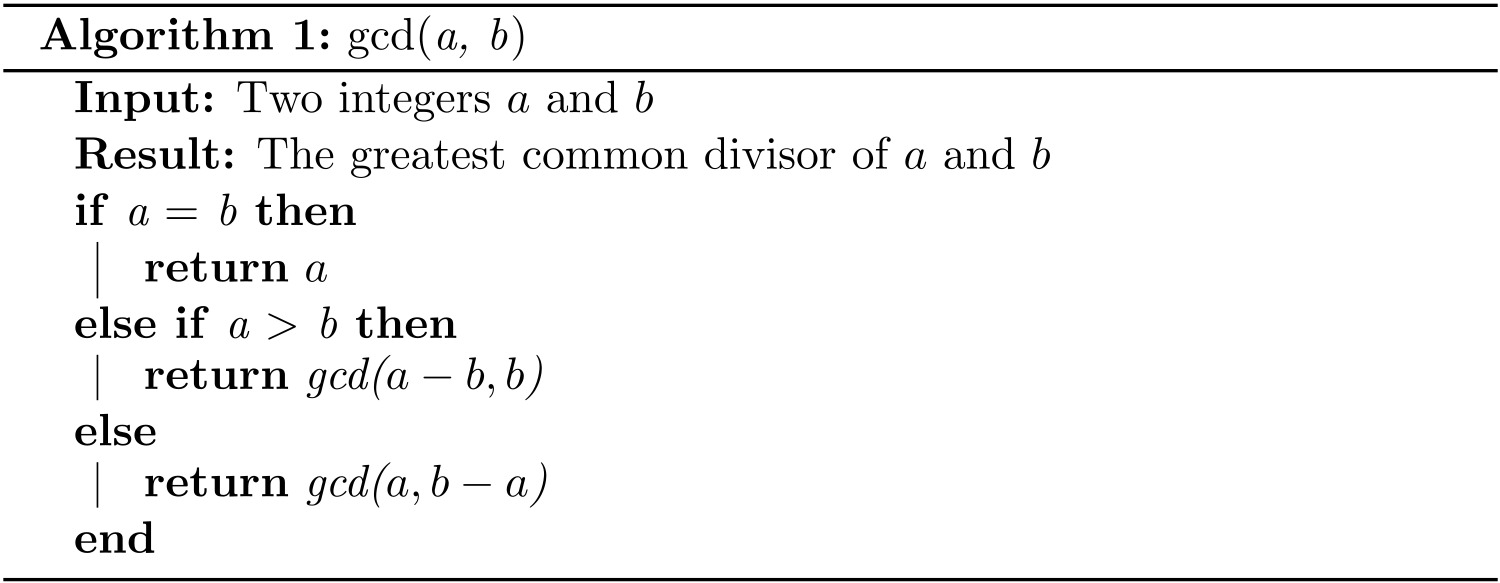 Algorithm 1: gcd(a, b)
Input: Two integers a and b
Result: The greatest common divisor of a and b
if a = b then
return a
else if a > b then
return gcd(a − b, b)
else
return gcd(a, b − a)
end